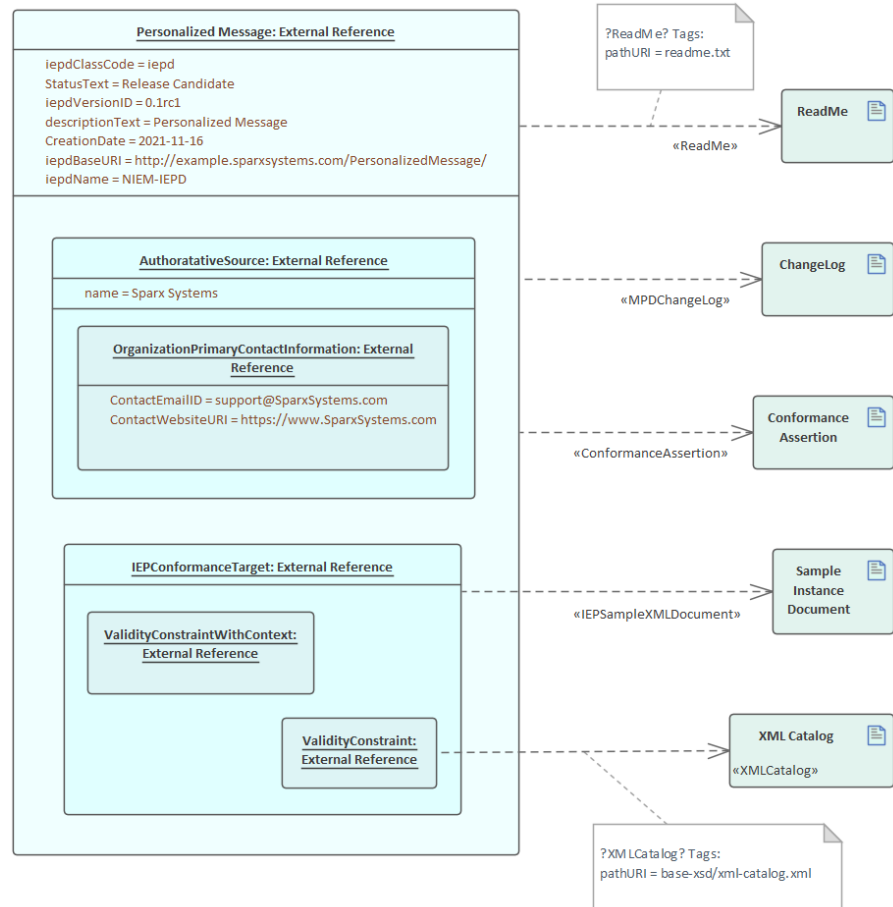 Personalized Message: External Reference
iepdClassCode = iepd
StatusText = Release Candidate
iepdVersionID = 0.1rc1
descriptionText = Personalized Message
CreationDate = 2021-11-16
iepdBaseURI = http://example.sparxsystems.com/PersonalizedMessage/
iepdName = NIEM-IEPD
?ReadMe? Tags:
pathURI = readme.txt
«ReadMe»
ReadMe
AuthoratativeSource: External Reference
name = Sparx Systems
OrganizationPrimaryContactInformation: External
Reference
ContactEmailID = support@SparxSystems.com
ContactWebsiteURI = https://www.SparxSystems.com
«MPDChangeLog»
ChangeLog
«ConformanceAssertion»
Conformance
Assertion
IEPConformanceTarget: External Reference
ValidityConstraintWithContext:
External Reference
ValidityConstraint:
External Reference
«IEPSampleXMLDocument»
Sample
Instance
Document
XML Catalog
«XMLCatalog»
?XMLCatalog? Tags:
pathURI = base-xsd/xml-catalog.xml